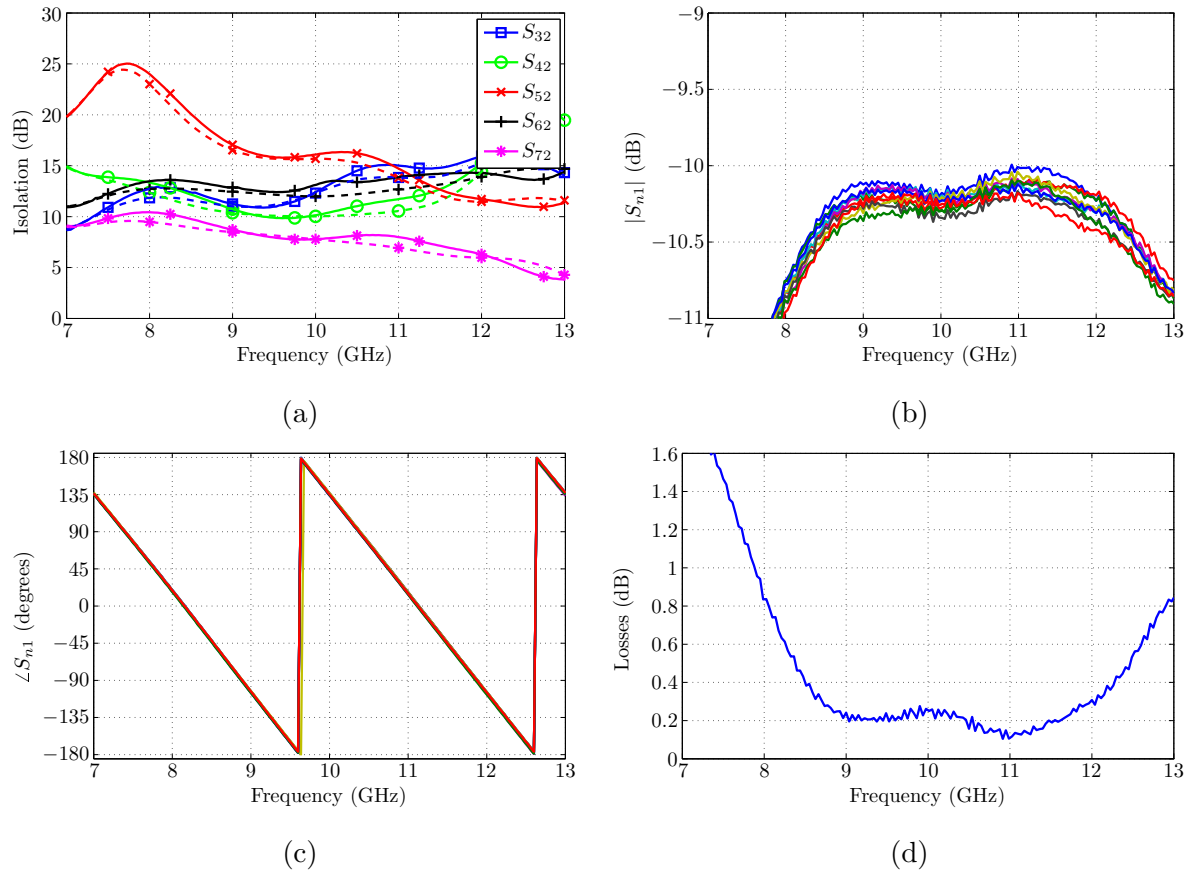 30
25
20
15
10
5
0
Isolation (dB)
7 8 9 10 11 12 13
Frequency (GHz)
S32
S42
S52
S62
S72
(a)
−9
−9.5
−10
−10.5
−11
|Sn1| (dB)
7 8 9 10 11 12 13
Frequency (GHz)
(b)
180
135
90
45
0
−45
−90
−135
−180
∠Sn1 (degrees)
7 8 9 10 11 12 13
Frequency (GHz)
(c)
1.6
1.4
1.2
1
0.8
0.6
0.4
0.2
0
Losses (dB)
7 8 9 10 11 12 13
Frequency (GHz)
(d)